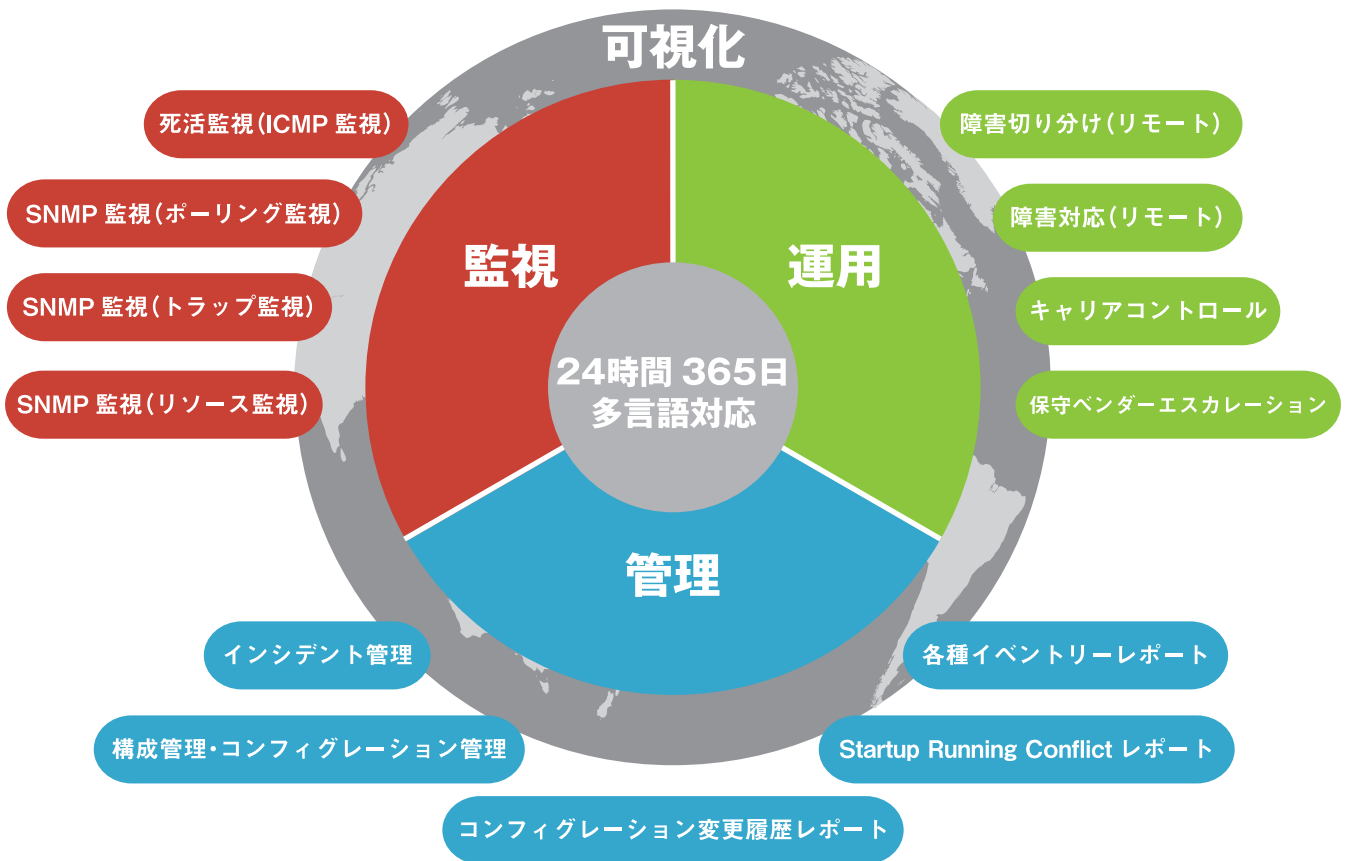 可視化
死活監視(ICMP 監視)
SNMP 監視(ポーリング監視)
SNMP 監視(トラップ監視)
SNMP 監視(リソース監視)
監視
運用
24時間 365日
多言語対応
管理
障害切り分け(リモート)
障害対応(リモート)
キャリアコントロール
保守ベンダーエスカレーション
インシデント管理
構成管理・コンフィグレーション管理
コンフィグレーション変更履歴レポート
各種イベントリーレポート
Startup Running Conflict レポート